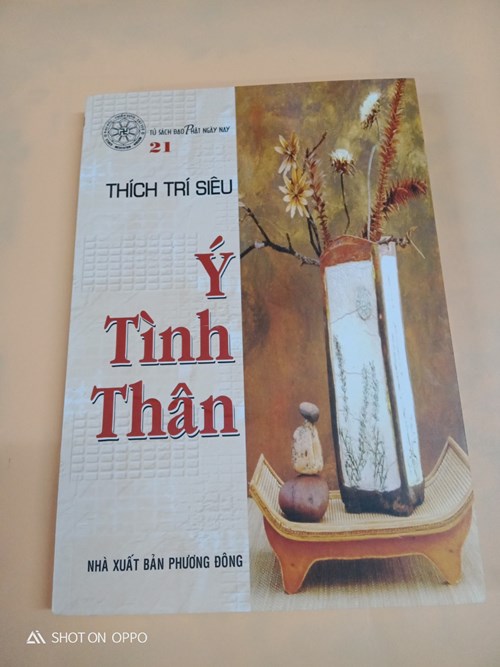 TỦ SÁCH ĐẠO PHẬT NGÀY NAY
21
THÍCH TRÍ SIÊU
Ý
Tình
Thân
NHÀ XUẤT BẢN PHƯƠNG ĐÔNG
SHOT ON OPPO